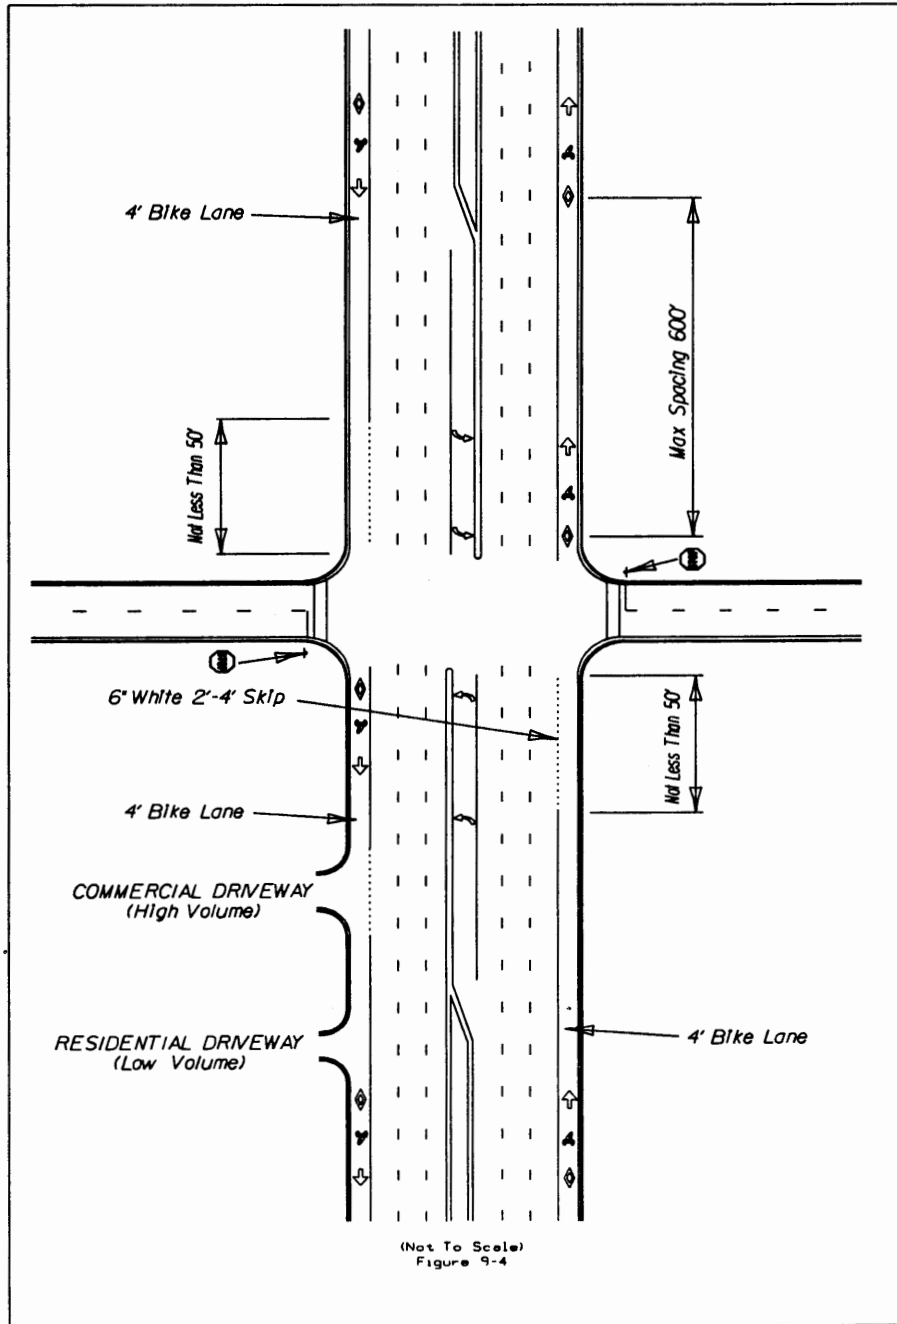 4' Bike Lane
Max Spacing 600'
Not Less Than 50'
STOP
STOP
6" White 2'-4' Skip
Not Less Than 50'
4' Bike Lane
COMMERCIAL DRIVEWAY
(High Volume)
RESIDENTIAL DRIVEWAY
(Low Volume)
4' Bike Lane
(Not To Scale)
Figure 9-4